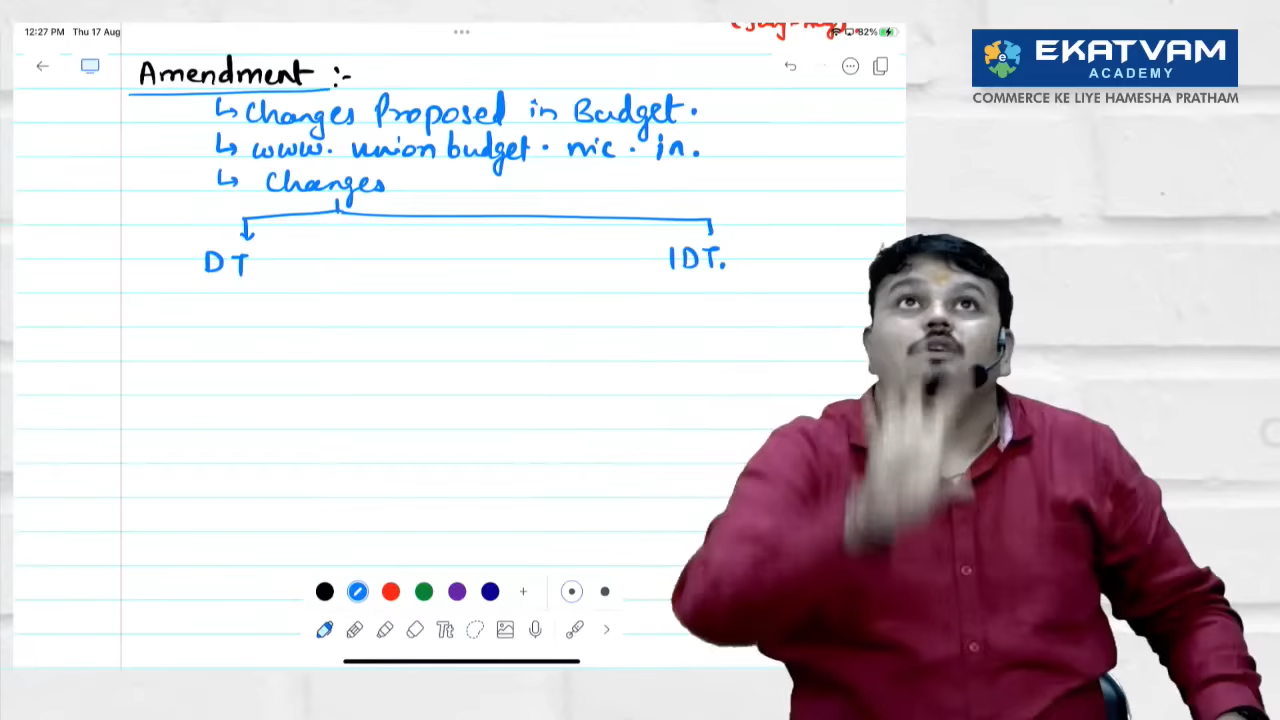 12:27 PM Thu 17 Aug
82%
EKATVAM
ACADEMY
COMMERCE KE LIYE HAMESHA PRATHAM
Amendment :-
↳ Changes Proposed in Budget.
↳ www. union budget. nic. in.
↳ Changes
DT IDT.
Tt